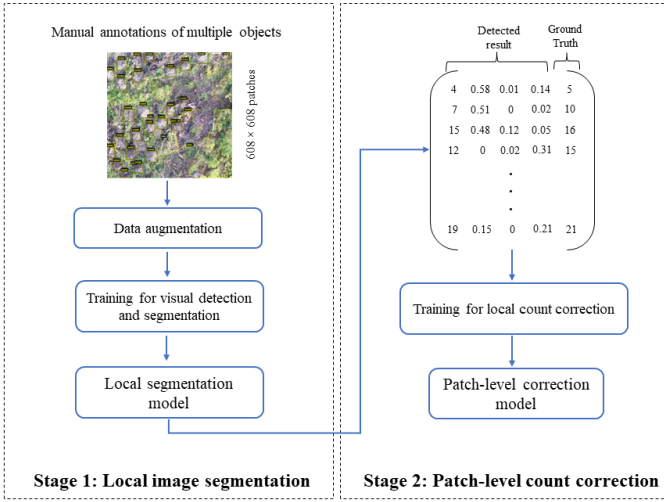 Manual annotations of multiple objects
608 × 608 patches
Data augmentation
Training for visual detection
and segmentation
Local segmentation
model
Stage 1: Local image segmentation
Detected
result
Ground
Truth
4 0.58 0.01 0.14 5
7 0.51 0 0.02 10
15 0.48 0.12 0.05 16
12 0 0.02 0.31 15
19 0.15 0 0.21 21
Training for local count correction
Patch-level correction
model
Stage 2: Patch-level count correction